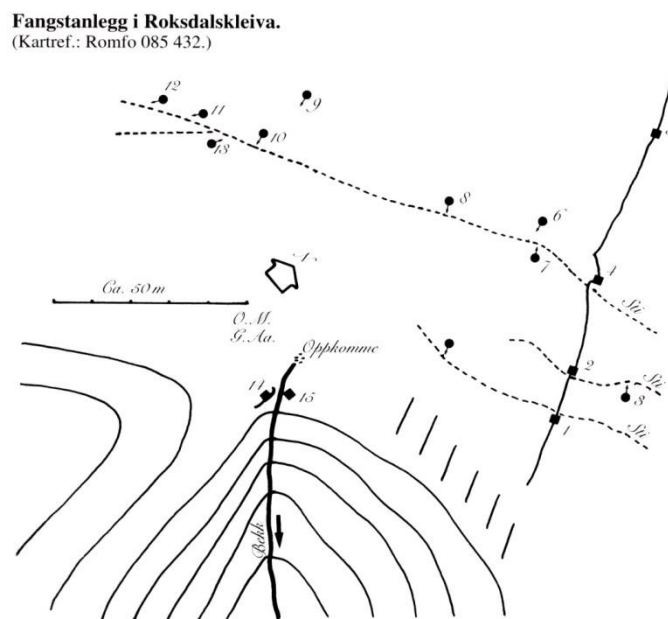 Fangstanlegg i Roksdalskleiva.
(Kartref.: Romfo 085 432.)
12
11
9
10
13
8
6
7
4
Sti
Ca. 50 m
O.M.
G.Aa.
Oppkomme
2
Sti
14
15
3
1
Sti
Bekk